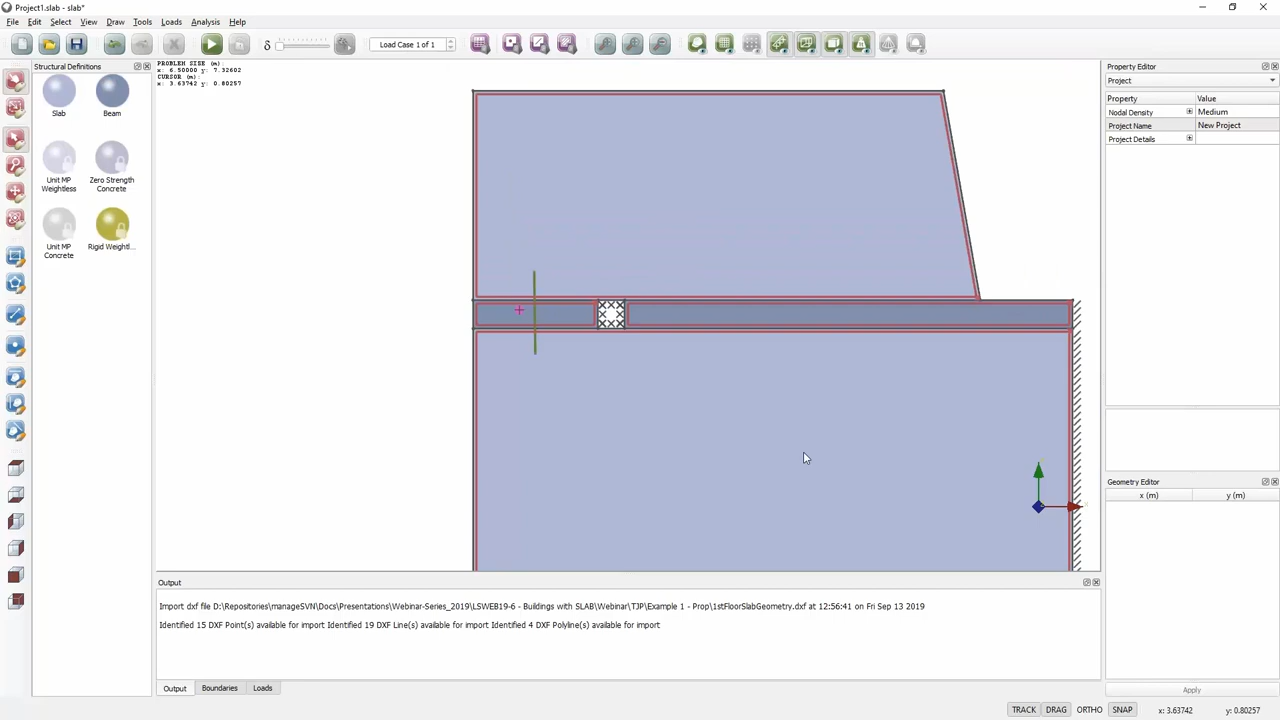 Project1.slab - slab*
File Edit Select View Draw Tools Loads Analysis Help
δ
Load Case 1 of 1
Structural Definitions
Slab
Beam
Unit MP
Weightless
Zero Strength
Concrete
Unit MP
Concrete
Rigid Weightl...
PROBLEM SIZE (m):
x: 6.50000 y: 7.32602
CURSOR (m):
x: 3.63742 y: 0.80257
Property Editor
Project
Property Value
Nodal Density Medium
Project Name New Project
Project Details
Geometry Editor
x (m) y (m)
Apply
Output
Import dxf file D:\Repositories\manageSVN\Docs\Presentations\Webinar-Series_2019\LSWEB19-6 - Buildings with SLAB\Webinar\TJP\Example 1 - Prop\1stFloorSlabGeometry.dxf at 12:56:41 on Fri Sep 13 2019
Identified 15 DXF Point(s) available for import Identified 19 DXF Line(s) available for import Identified 4 DXF Polyline(s) available for import
Output Boundaries Loads
TRACK DRAG ORTHO SNAP x: 3.63742 y: 0.80257